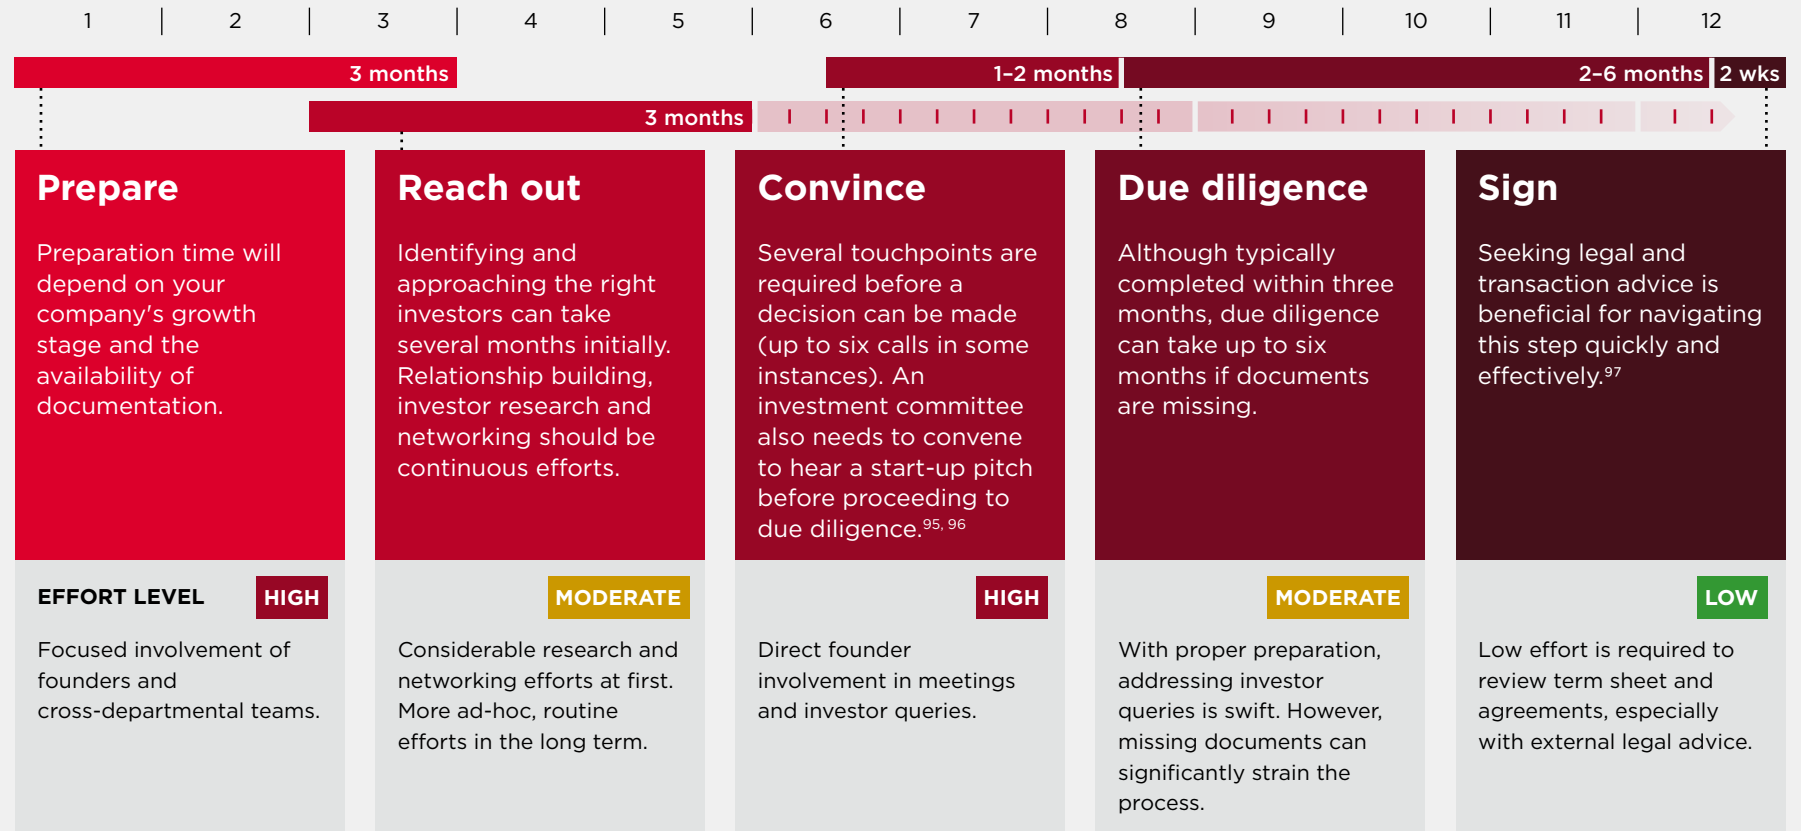 1 2 3 4 5 6 7 8 9 10 11 12
3 months
1–2 months
2–6 months
2 wks
3 months
Prepare
Preparation time will
depend on your
company's growth
stage and the
availability of
documentation.
EFFORT LEVEL HIGH
Focused involvement of
founders and
cross-departmental teams.
Reach out
Identifying and
approaching the right
investors can take
several months initially.
Relationship building,
investor research and
networking should be
continuous efforts.
MODERATE
Considerable research and
networking efforts at first.
More ad-hoc, routine
efforts in the long term.
Convince
Several touchpoints are
required before a
decision can be made
(up to six calls in some
instances). An
investment committee
also needs to convene
to hear a start-up pitch
before proceeding to
due diligence.95, 96
HIGH
Direct founder
involvement in meetings
and investor queries.
Due diligence
Although typically
completed within three
months, due diligence
can take up to six
months if documents
are missing.
MODERATE
With proper preparation,
addressing investor
queries is swift. However,
missing documents can
significantly strain the
process.
Sign
Seeking legal and
transaction advice is
beneficial for navigating
this step quickly and
effectively.97
LOW
Low effort is required to
review term sheet and
agreements, especially
with external legal advice.